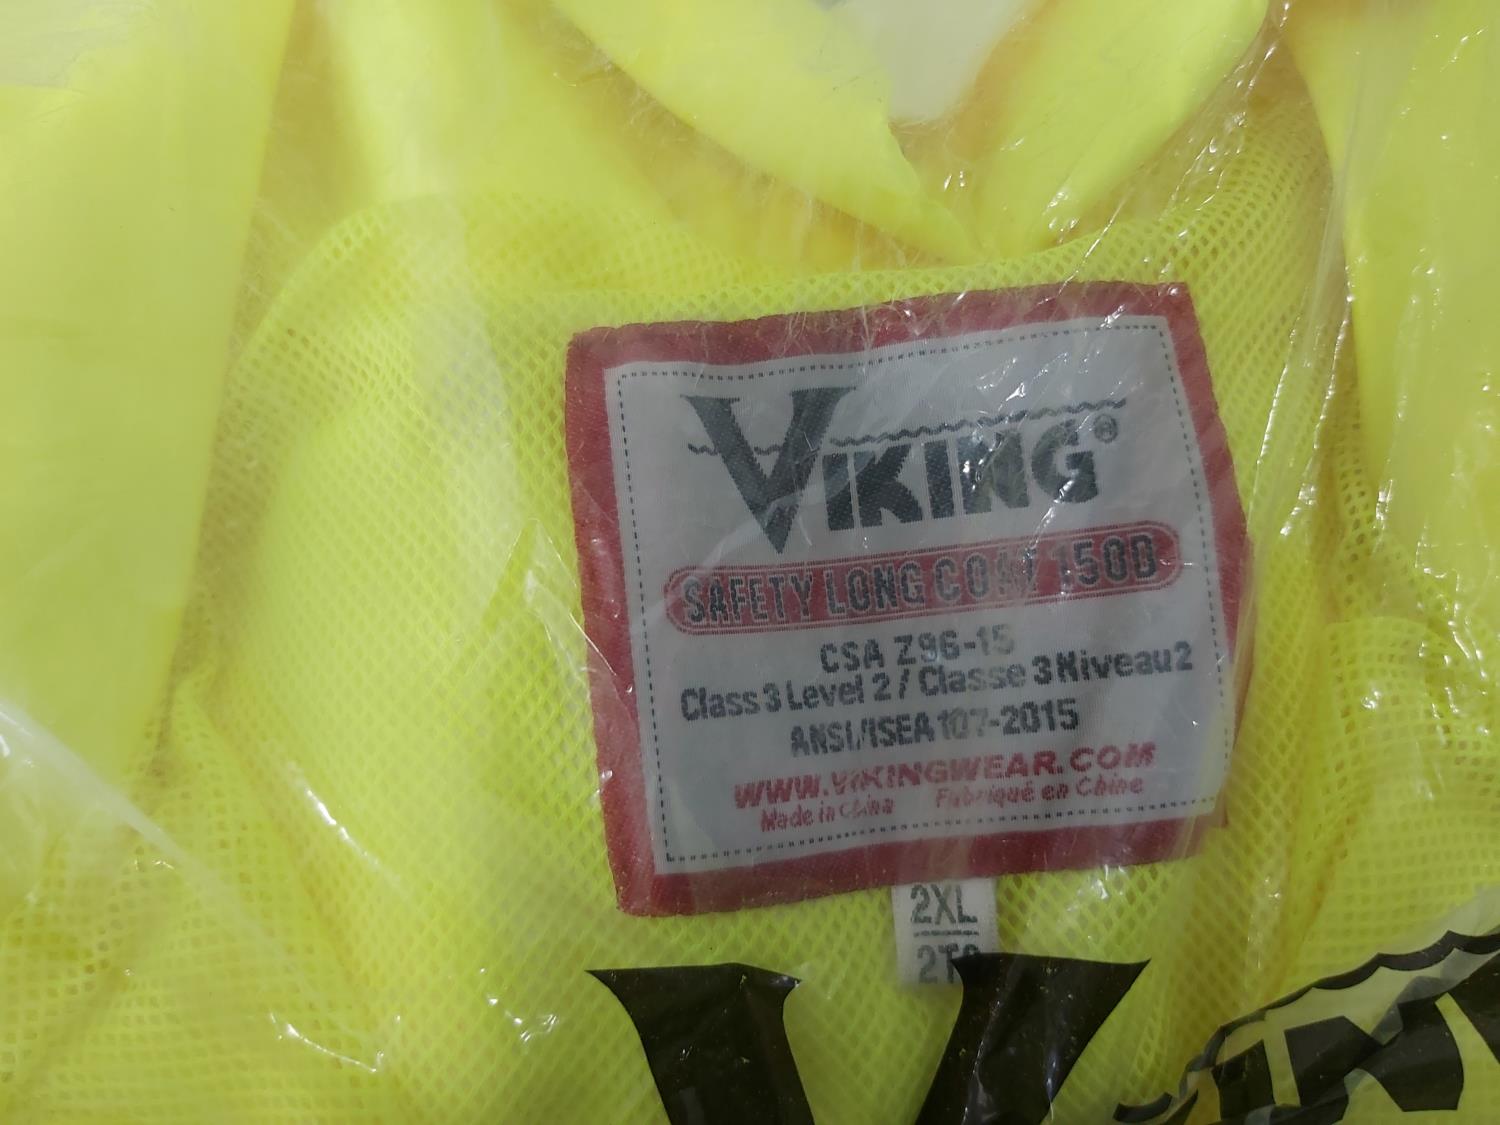 VIKING®
SAFETY LONG COAT 150D
CSA Z96-15
Class 3 Level 2 / Classe 3 Niveau 2
ANSI/ISEA 107-2015
WWW.VIKINGWEAR.COM
Made in China Fabriqué en Chine
2XL